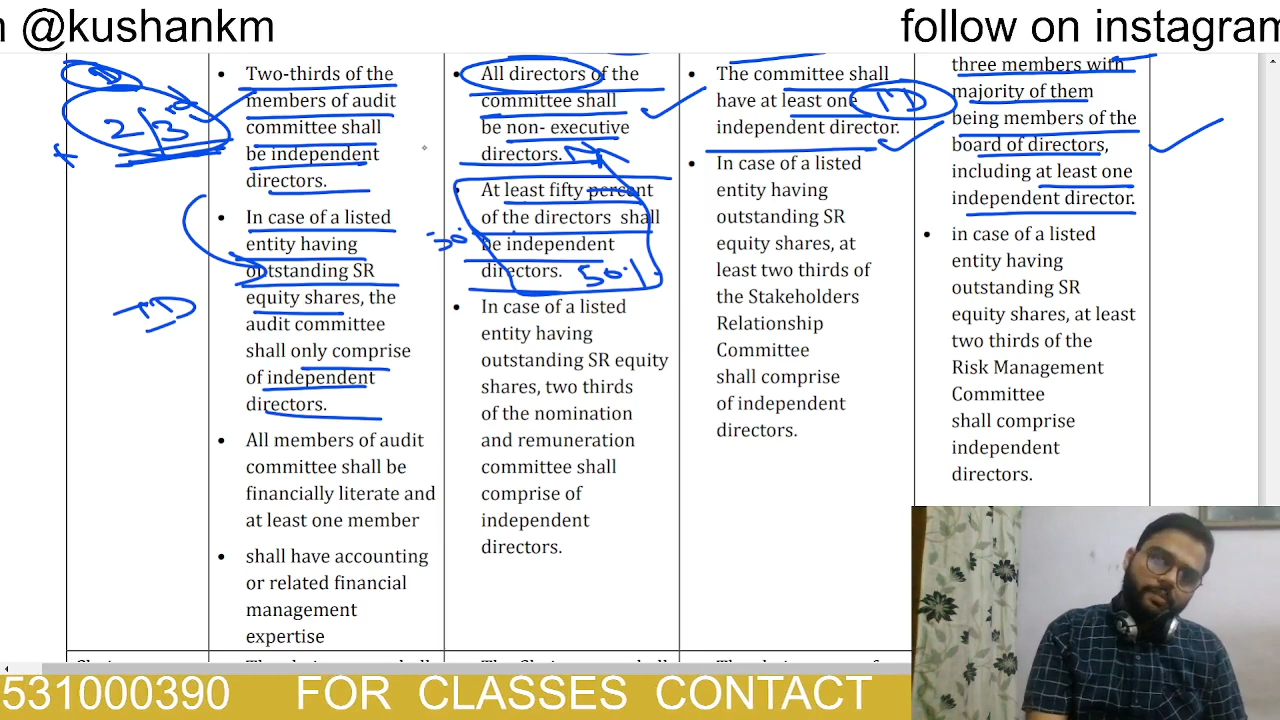 @kushankm
follow on instagram
• Two-thirds of the
members of audit
committee shall
be independent
directors.
• In case of a listed
entity having
outstanding SR
equity shares, the
audit committee
shall only comprise
of independent
directors.
• All members of audit
committee shall be
financially literate and
at least one member
• shall have accounting
or related financial
management
expertise
2/3
ID
• All directors of the
committee shall
be non- executive
directors.
• At least fifty percent
of the directors shall
be independent
directors.
50%
• In case of a listed
entity having
outstanding SR equity
shares, two thirds
of the nomination
and remuneration
committee shall
comprise of
independent
directors.
• The committee shall
have at least one
independent director.
ID
• In case of a listed
entity having
outstanding SR
equity shares, at
least two thirds of
the Stakeholders
Relationship
Committee
shall comprise
of independent
directors.
three members with
majority of them
being members of the
board of directors,
including at least one
independent director.
• in case of a listed
entity having
outstanding SR
equity shares, at least
two thirds of the
Risk Management
Committee
shall comprise
independent
directors.
531000390 FOR CLASSES CONTACT